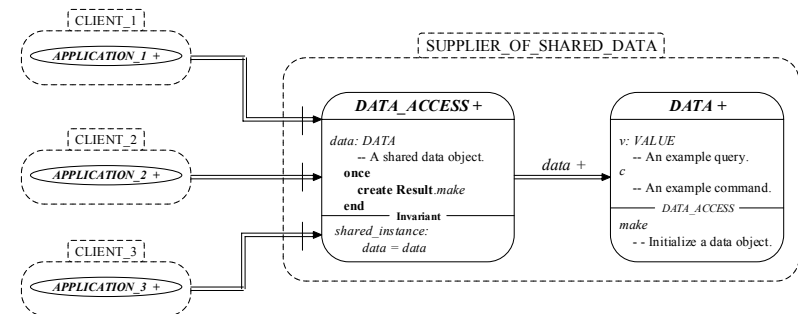 CLIENT_1
APPLICATION_1 +
CLIENT_2
APPLICATION_2 +
CLIENT_3
APPLICATION_3 +
SUPPLIER_OF_SHARED_DATA
DATA_ACCESS +
data: DATA
-- A shared data object.
once
create Result.make
end
Invariant
shared_instance:
data = data
data +
DATA +
v: VALUE
-- An example query.
c
-- An example command.
DATA_ACCESS
make
- - Initialize a data object.